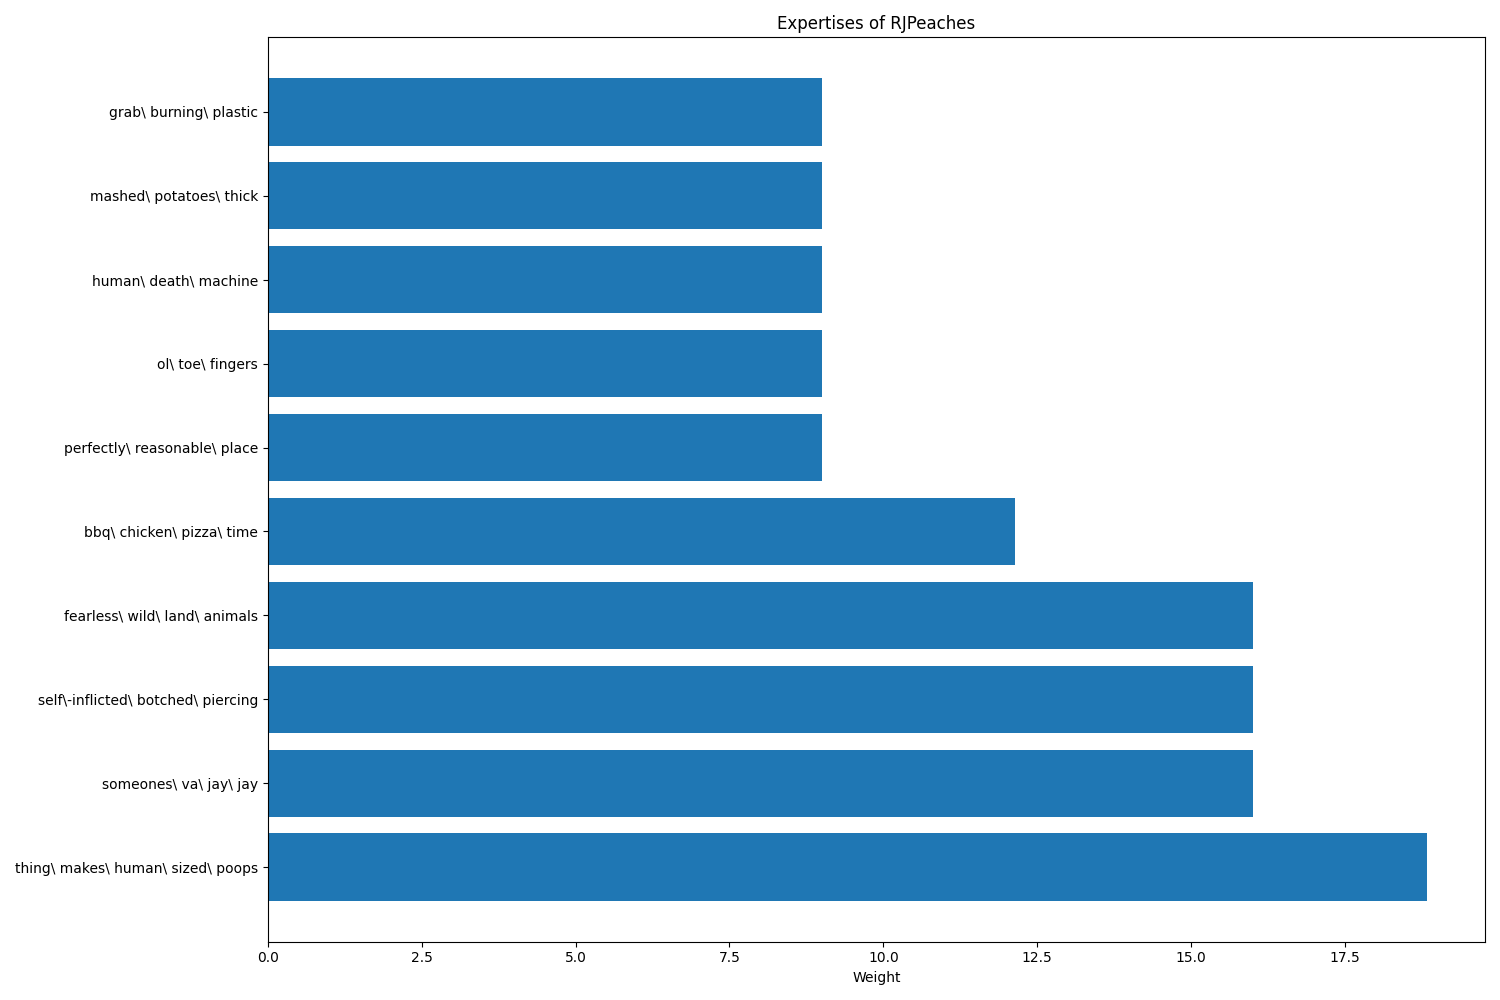 Expertises of RJPeaches
grab\ burning\ plastic
mashed\ potatoes\ thick
human\ death\ machine
ol\ toe\ fingers
perfectly\ reasonable\ place
bbq\ chicken\ pizza\ time
fearless\ wild\ land\ animals
self\-inflicted\ botched\ piercing
someones\ va\ jay\ jay
thing\ makes\ human\ sized\ poops
0.0 2.5 5.0 7.5 10.0 12.5 15.0 17.5
Weight